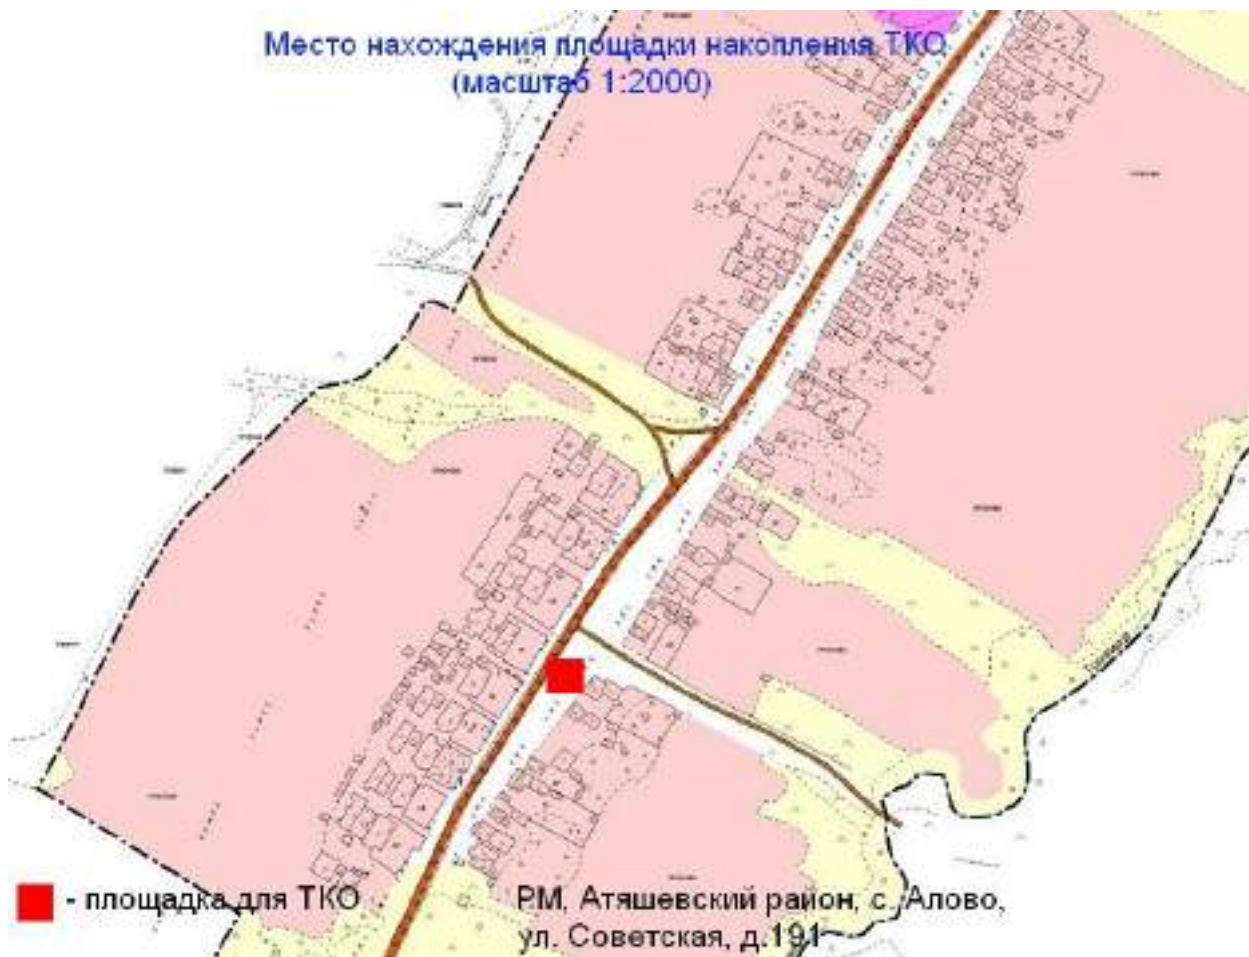 Место нахождения площадки накопления ТКО
(масштаб 1:2000)
- площадка для ТКО
РМ, Атяшевский район, с. Алово,
ул. Советская, д.191